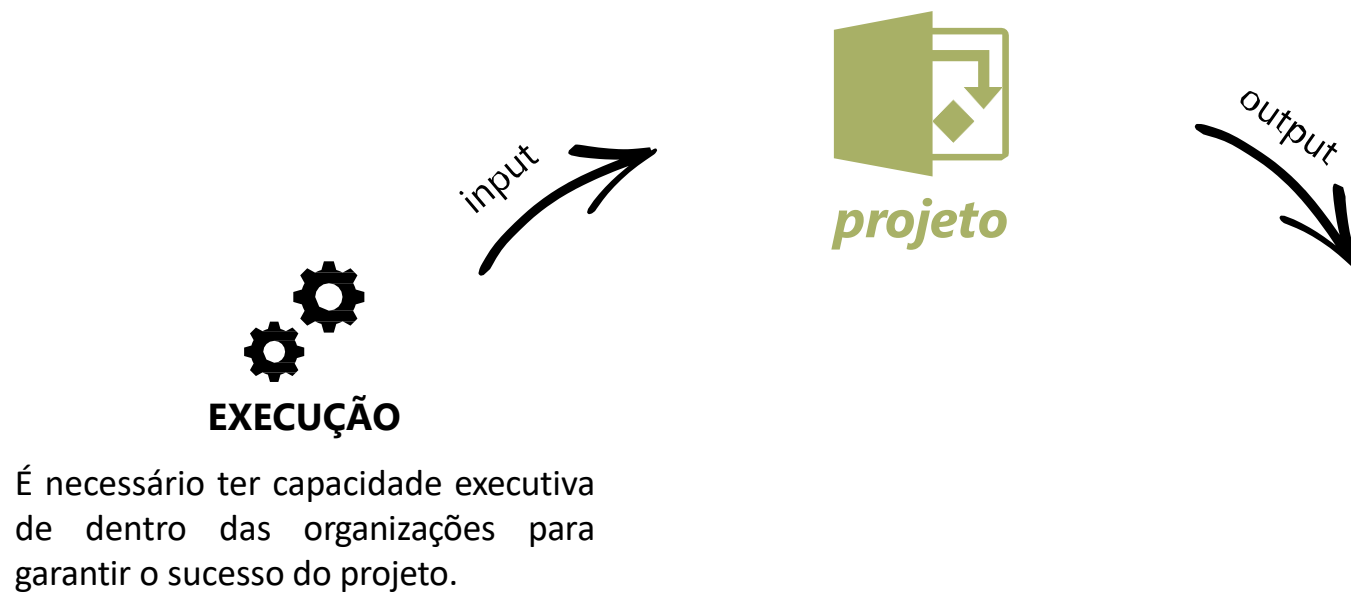 input
projeto
output
EXECUÇÃO
É necessário ter capacidade executiva
de dentro das organizações para
garantir o sucesso do projeto.